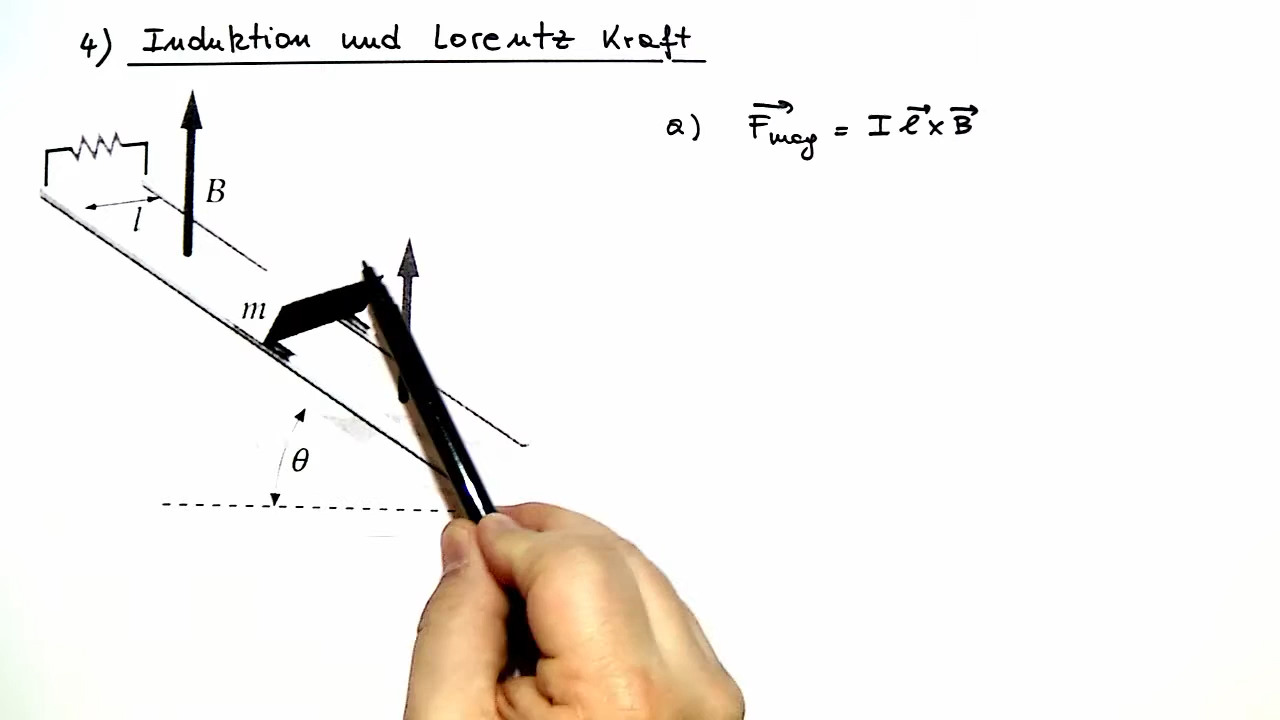 4) Induktion und Lorentz Kraft
a) F⃗mag = I l⃗ x B⃗
B
l
m
θ